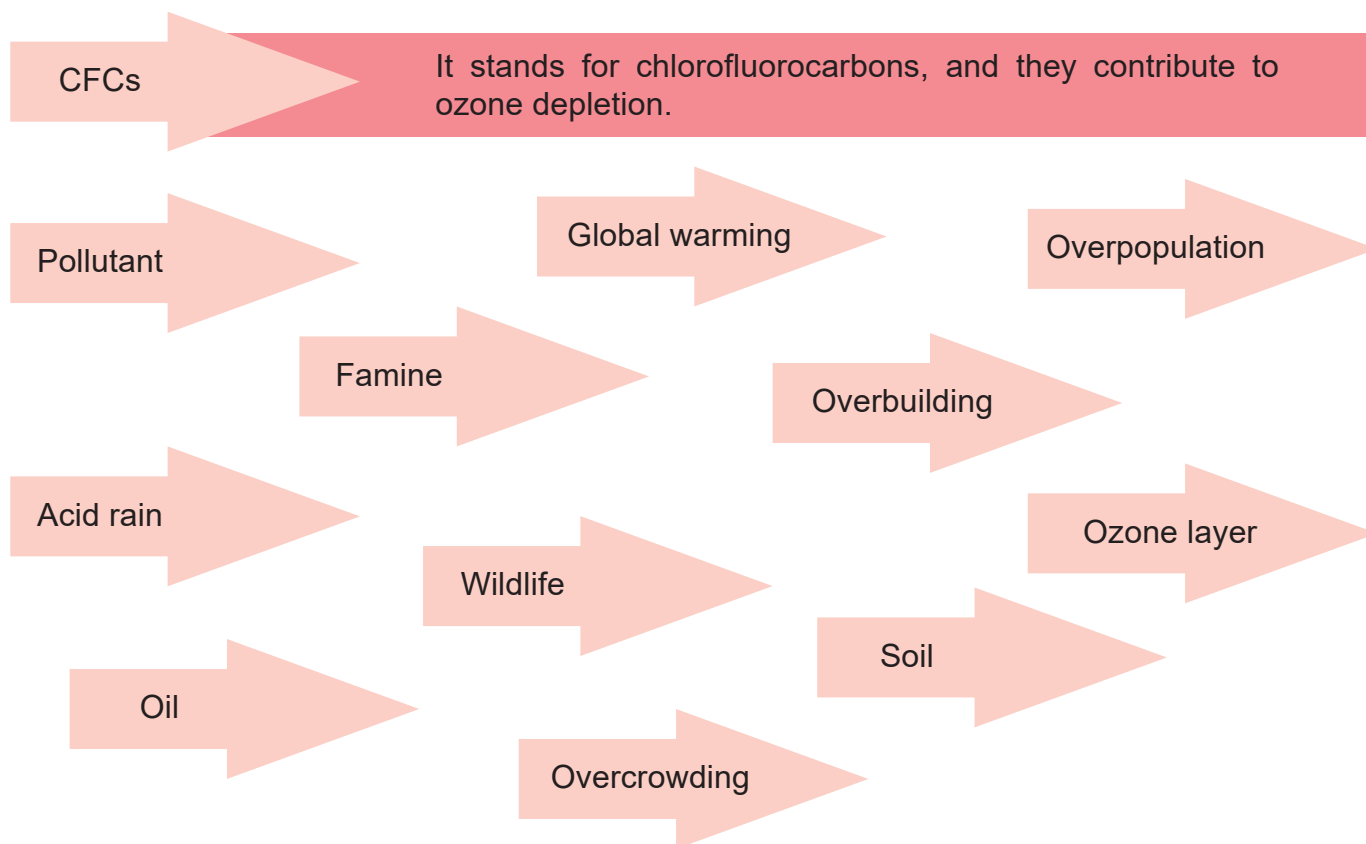 CFCs
It stands for chlorofluorocarbons, and they contribute to
ozone depletion.
Pollutant
Global warming
Overpopulation
Famine
Overbuilding
Acid rain
Wildlife
Ozone layer
Soil
Oil
Overcrowding